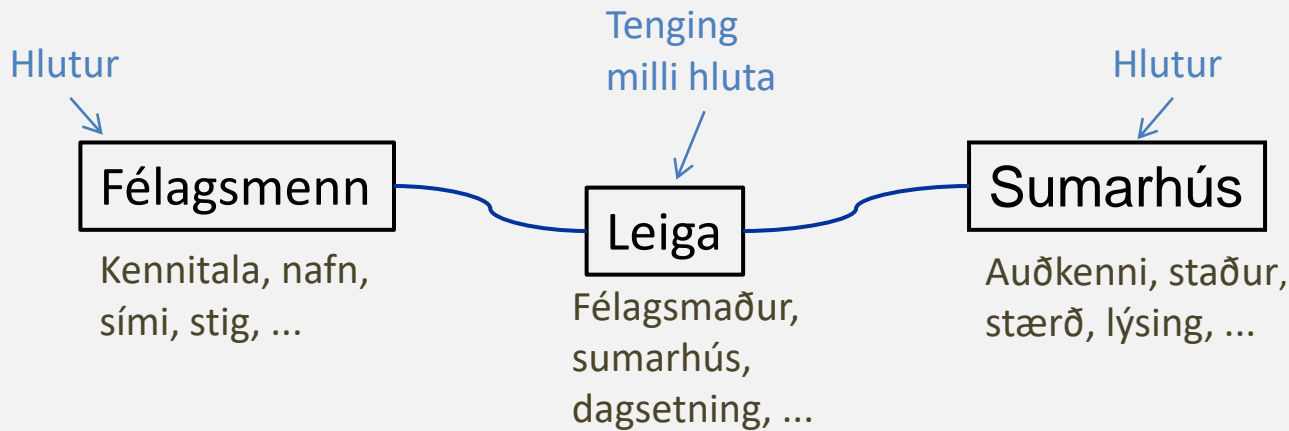 Hlutur
Tenging
milli hluta
Hlutur
Félagsmenn
Leiga
Sumarhús
Kennitala, nafn,
sími, stig, ...
Félagsmaður,
sumarhús,
dagsetning, ...
Auðkenni, staður,
stærð, lýsing, ...